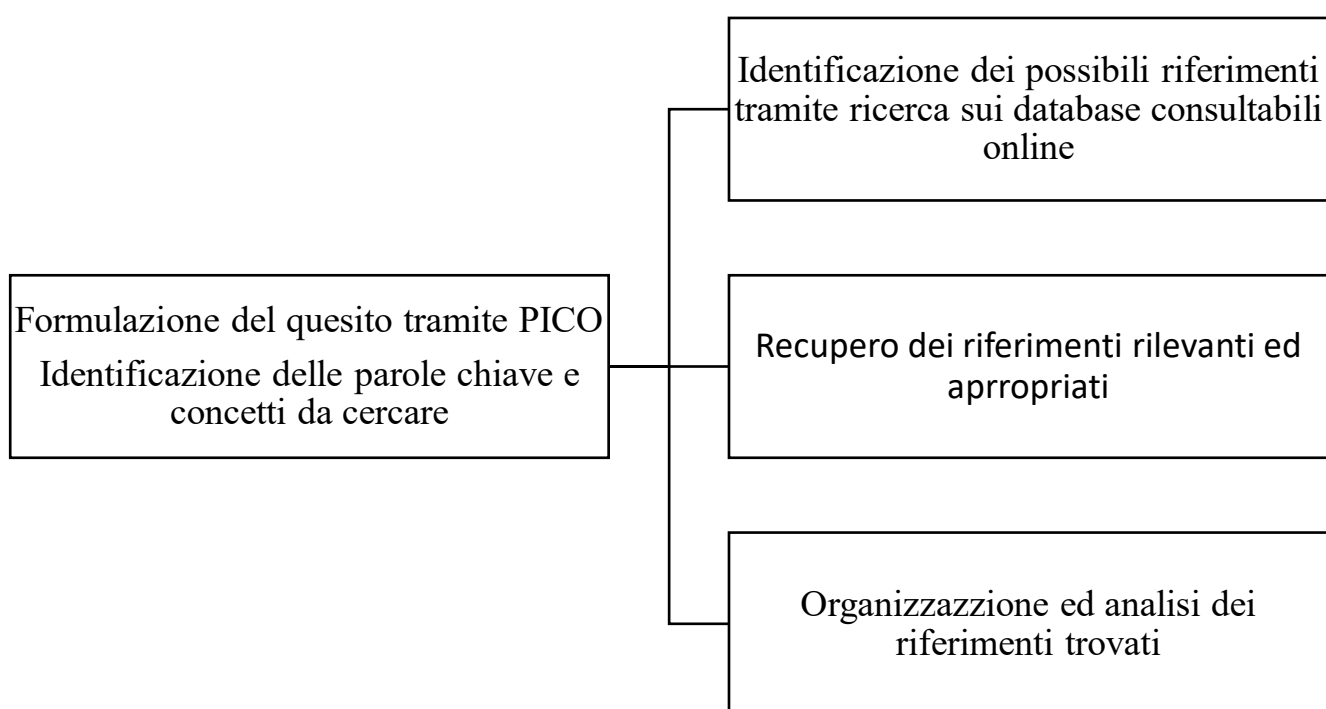 Identificazione dei possibili riferimenti
tramite ricerca sui database consultabili
online
Formulazione del quesito tramite PICO
Identificazione delle parole chiave e
concetti da cercare
Recupero dei riferimenti rilevanti ed
aprropriati
Organizzazzione ed analisi dei
riferimenti trovati